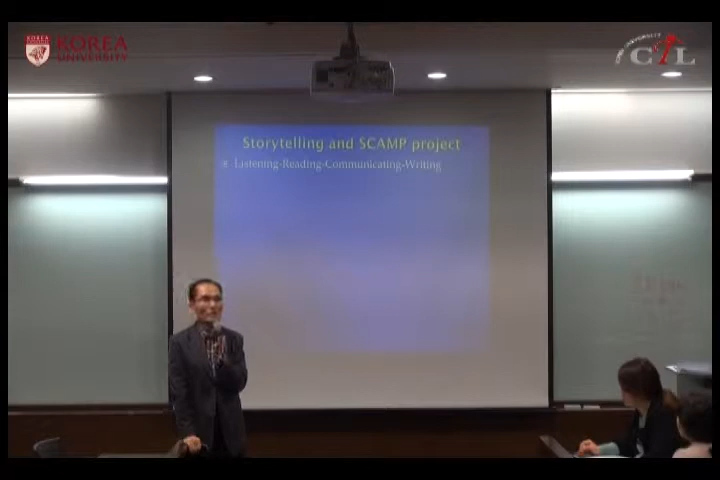 KOREA
UNIVERSITY
CTL
Storytelling and SCAMP project
Listening-Reading-Communicating-Writing